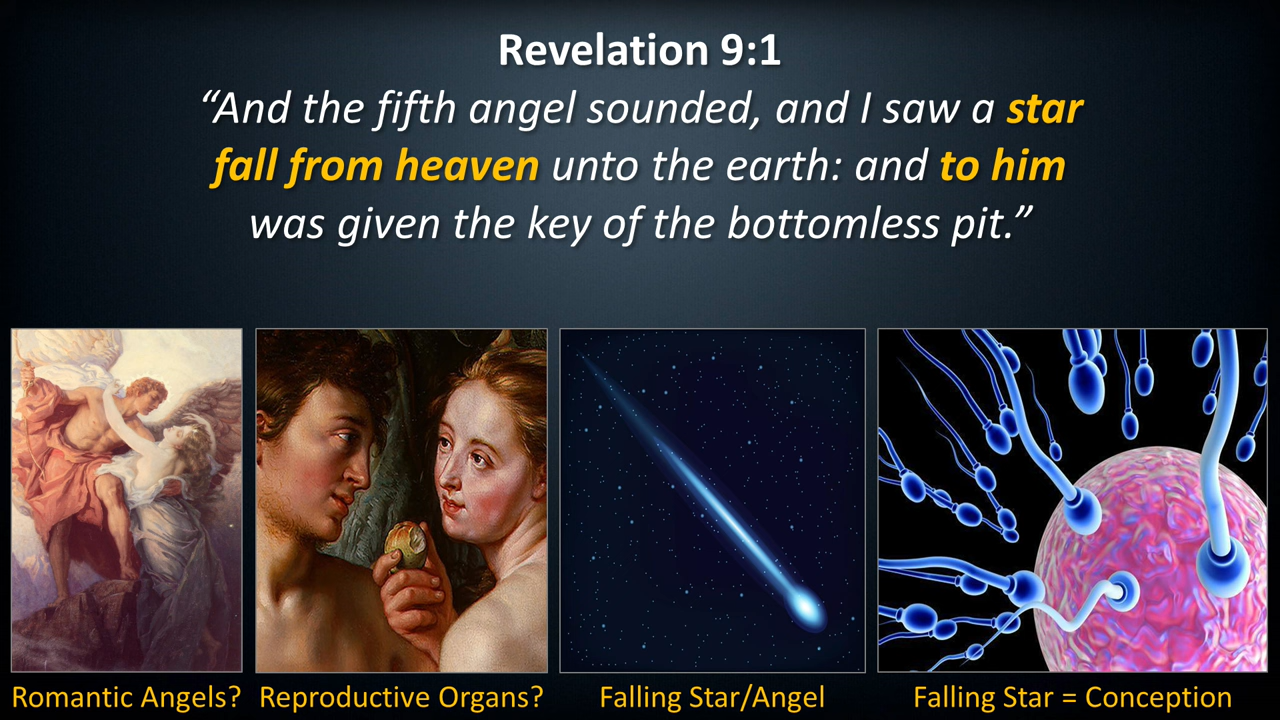 Revelation 9:1
“And the fifth angel sounded, and I saw a star
fall from heaven unto the earth: and to him
was given the key of the bottomless pit.”
Romantic Angels?
Reproductive Organs?
Falling Star/Angel
Falling Star = Conception